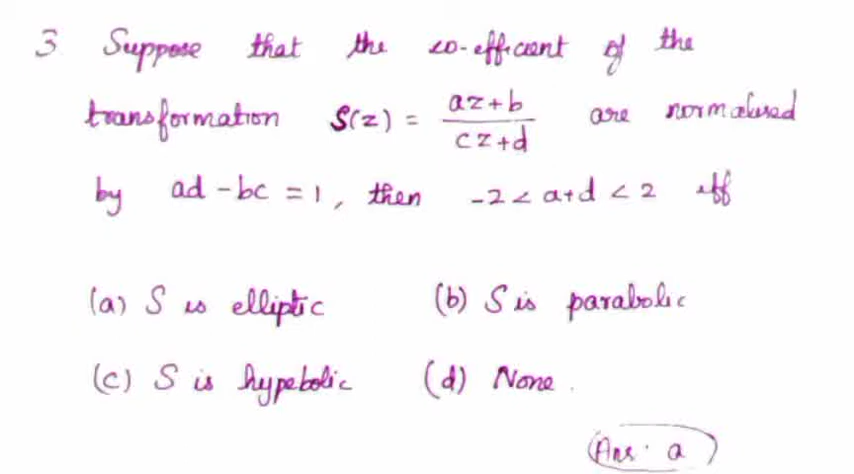 3 Suppose that the co-efficient of the
transformation S(z) = az+b / cz+d are normalised
by ad - bc = 1, then -2 < a+d < 2 iff
(a) S is elliptic (b) S is parabolic
(c) S is hypebolic (d) None.
Ans. a